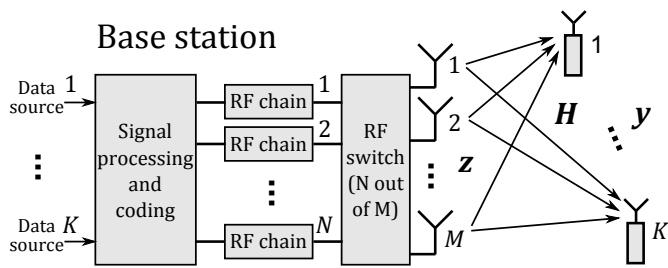 Base station
Data 1
source
Data K
source
Signal
processing
and
coding
RF chain 1
RF chain 2
RF chain N
RF
switch
(N out
of M)
1
2
M
z
H
y
1
K